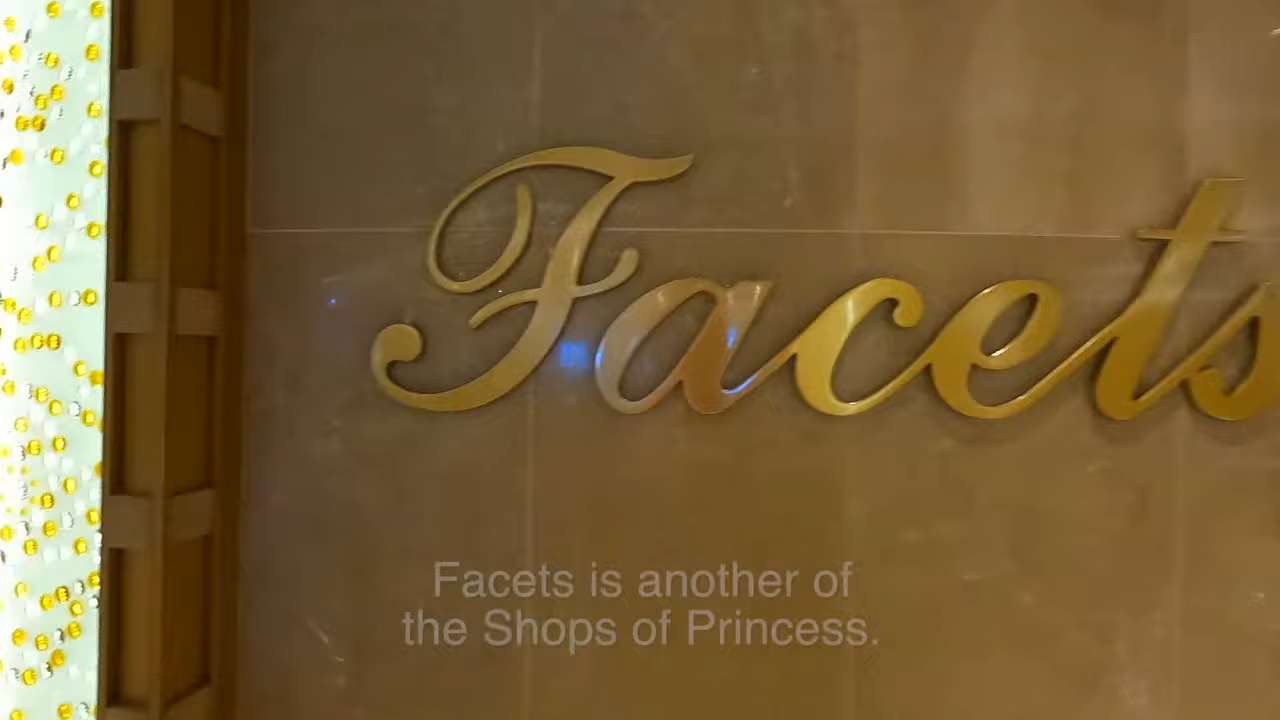 Facets
Facets is another of
the Shops of Princess.